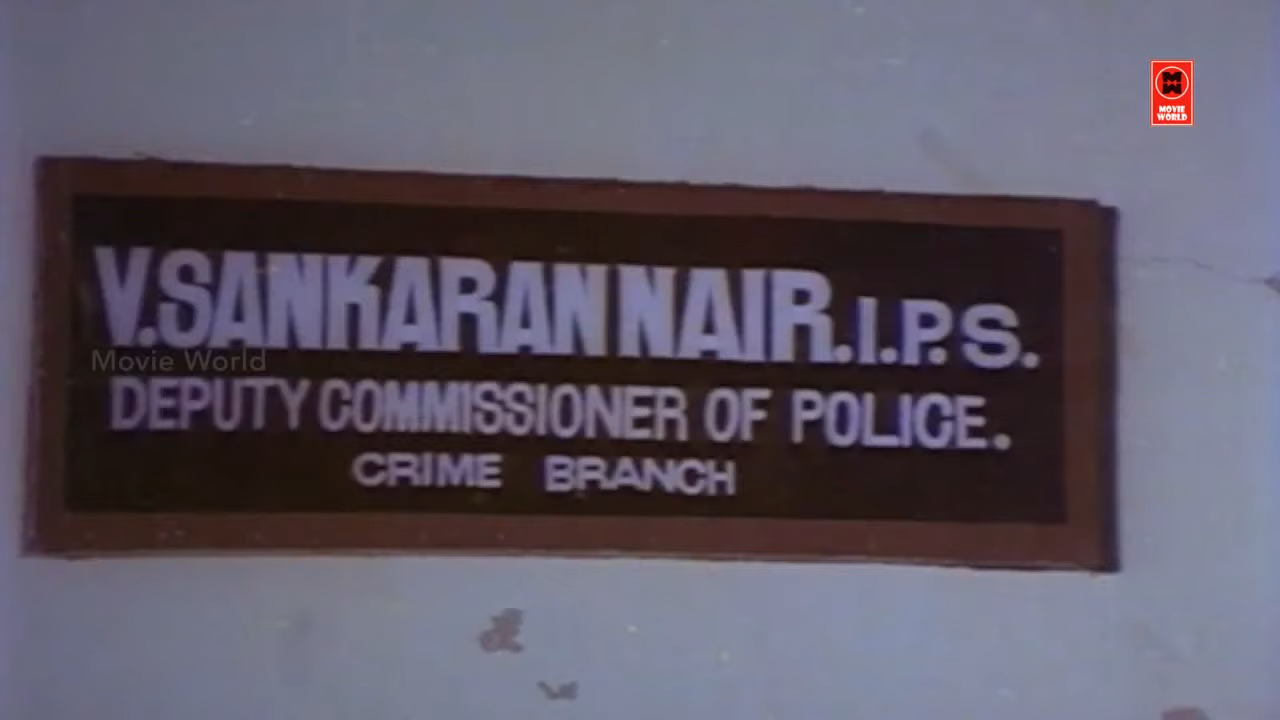 MOVIE
WORLD
V.SANKARAN NAIR.I.P.S.
Movie World
DEPUTY COMMISSIONER OF POLICE.
CRIME BRANCH